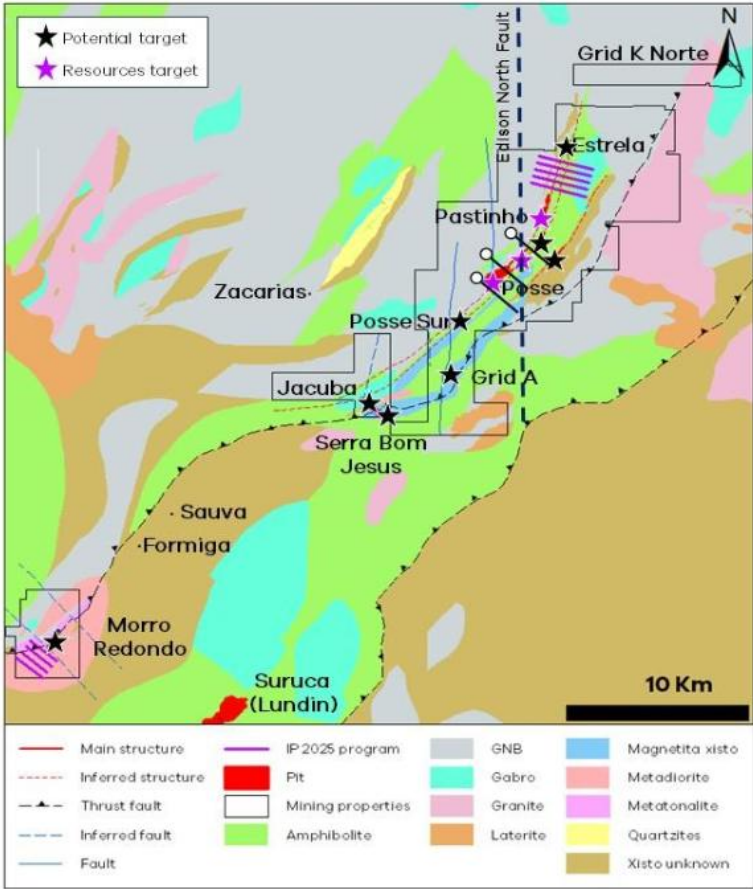 Potential target
Resources target
N
Edison North Fault
Grid K Norte
Estrela
Pastinho
Posse
Zacarias
Posse Sur
Grid A
Jacuba
Serra Bom
Jesus
Sauva
Formiga
Morro
Redondo
Suruca
(Lundin)
10 Km
Main structure
Inferred structure
Thrust fault
Inferred fault
Fault
IP 2025 program
Pit
Mining properties
Amphibolite
GNB
Gabro
Granite
Laterite
Magnetita xisto
Metadiorite
Metatonalite
Quartzites
Xisto unknown